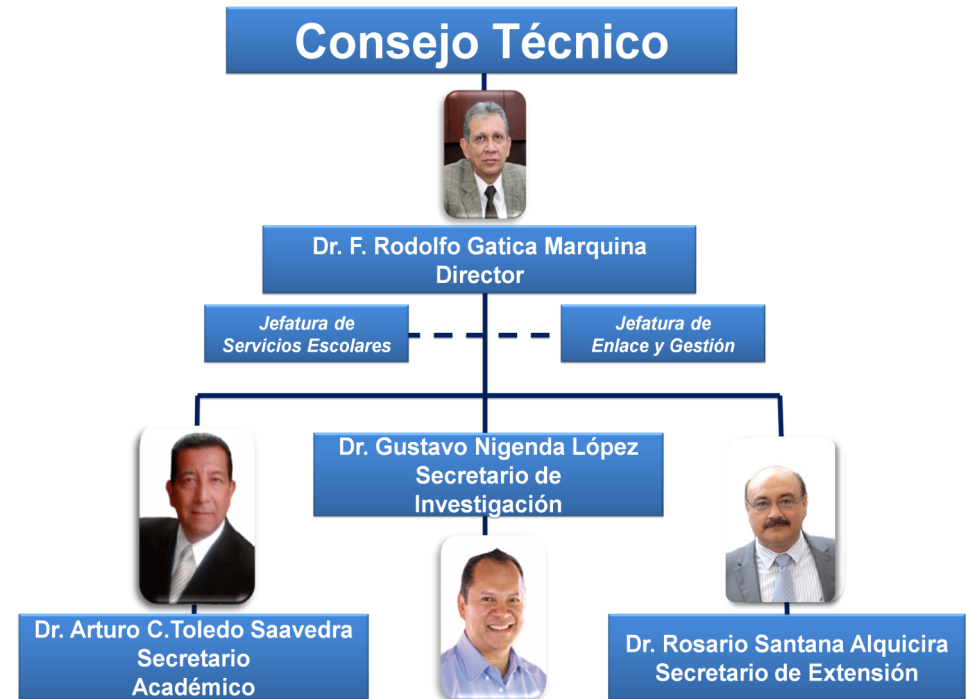 Consejo Técnico
Dr. F. Rodolfo Gatica Marquina
Director
Jefatura de
Servicios Escolares
Jefatura de
Enlace y Gestión
Dr. Gustavo Nigenda López
Secretario de
Investigación
Dr. Arturo C.Toledo Saavedra
Secretario
Académico
Dr. Rosario Santana Alquicira
Secretario de Extensión